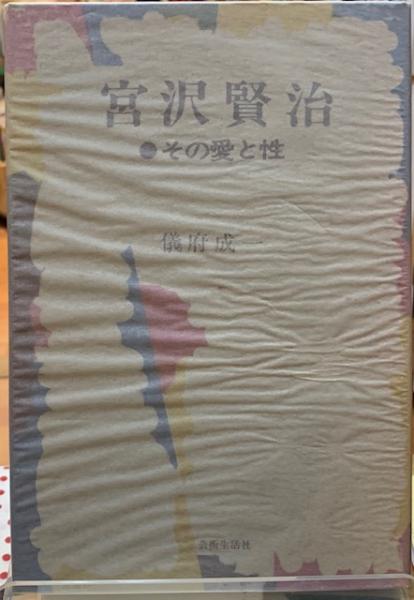 宮沢賢治
●その愛と性
儀府成一
芸術生活社